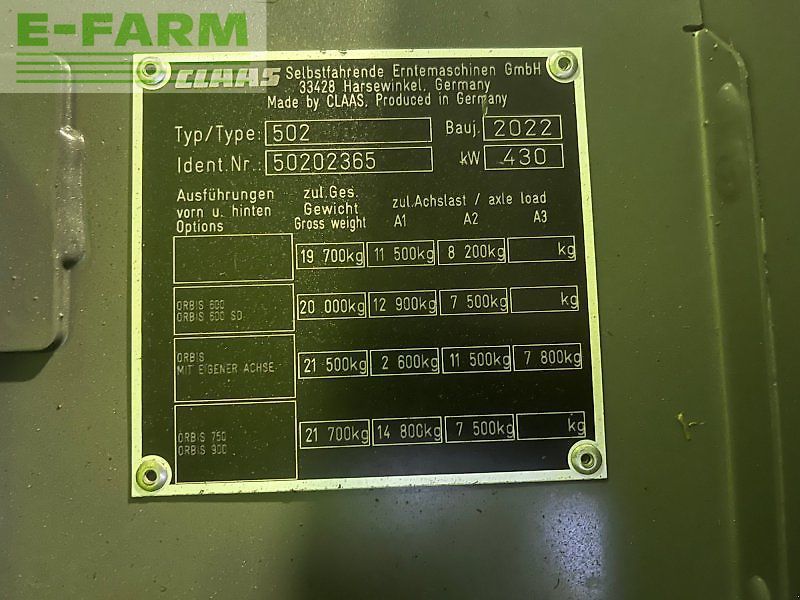 E-FARM
CLAAS Selbstfahrende Erntemaschinen GmbH
33428 Harsewinkel, Germany
Made by CLAAS, Produced in Germany
Typ/Type: 502 Bauj. 2022
Ident.Nr.: 50202365 kW 430
Ausführungen
vorn u. hinten
Options
zul.Ges.
Gewicht
Gross weight
zul.Achslast / axle load
A1 A2 A3
19 700kg 11 500kg 8 200kg kg
ORBIS 600
ORBIS 600 SD
20 000kg 12 900kg 7 500kg kg
ORBIS
MIT EIGENER ACHSE
21 500kg 2 600kg 11 500kg 7 800kg
ORBIS 750
ORBIS 900
21 700kg 14 800kg 7 500kg kg